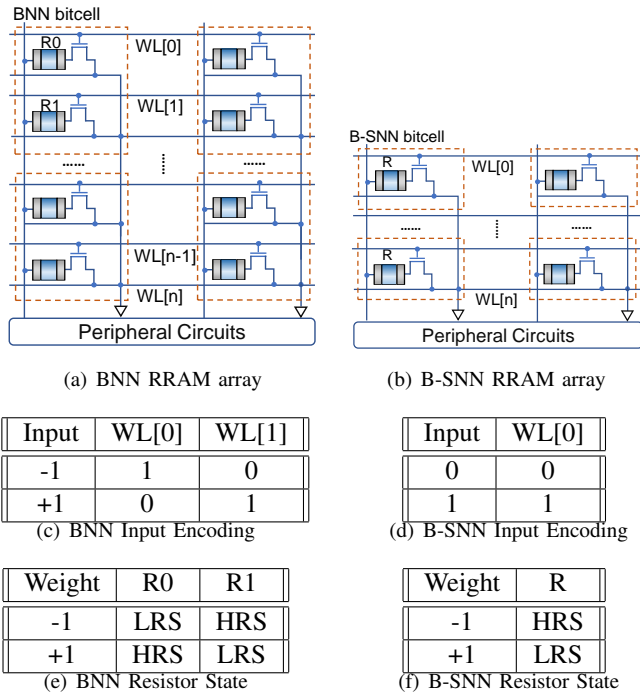 BNN bitcell
R0
WL[0]
R1
WL[1]
......
......
......
WL[n-1]
WL[n]
Peripheral Circuits
B-SNN bitcell
R
WL[0]
......
......
......
R
WL[n]
Peripheral Circuits
(a) BNN RRAM array
(b) B-SNN RRAM array
Input WL[0] WL[1]
-1 1 0
+1 0 1
(c) BNN Input Encoding
Input WL[0]
0 0
1 1
(d) B-SNN Input Encoding
Weight R0 R1
-1 LRS HRS
+1 HRS LRS
(e) BNN Resistor State
Weight R
-1 HRS
+1 LRS
(f) B-SNN Resistor State